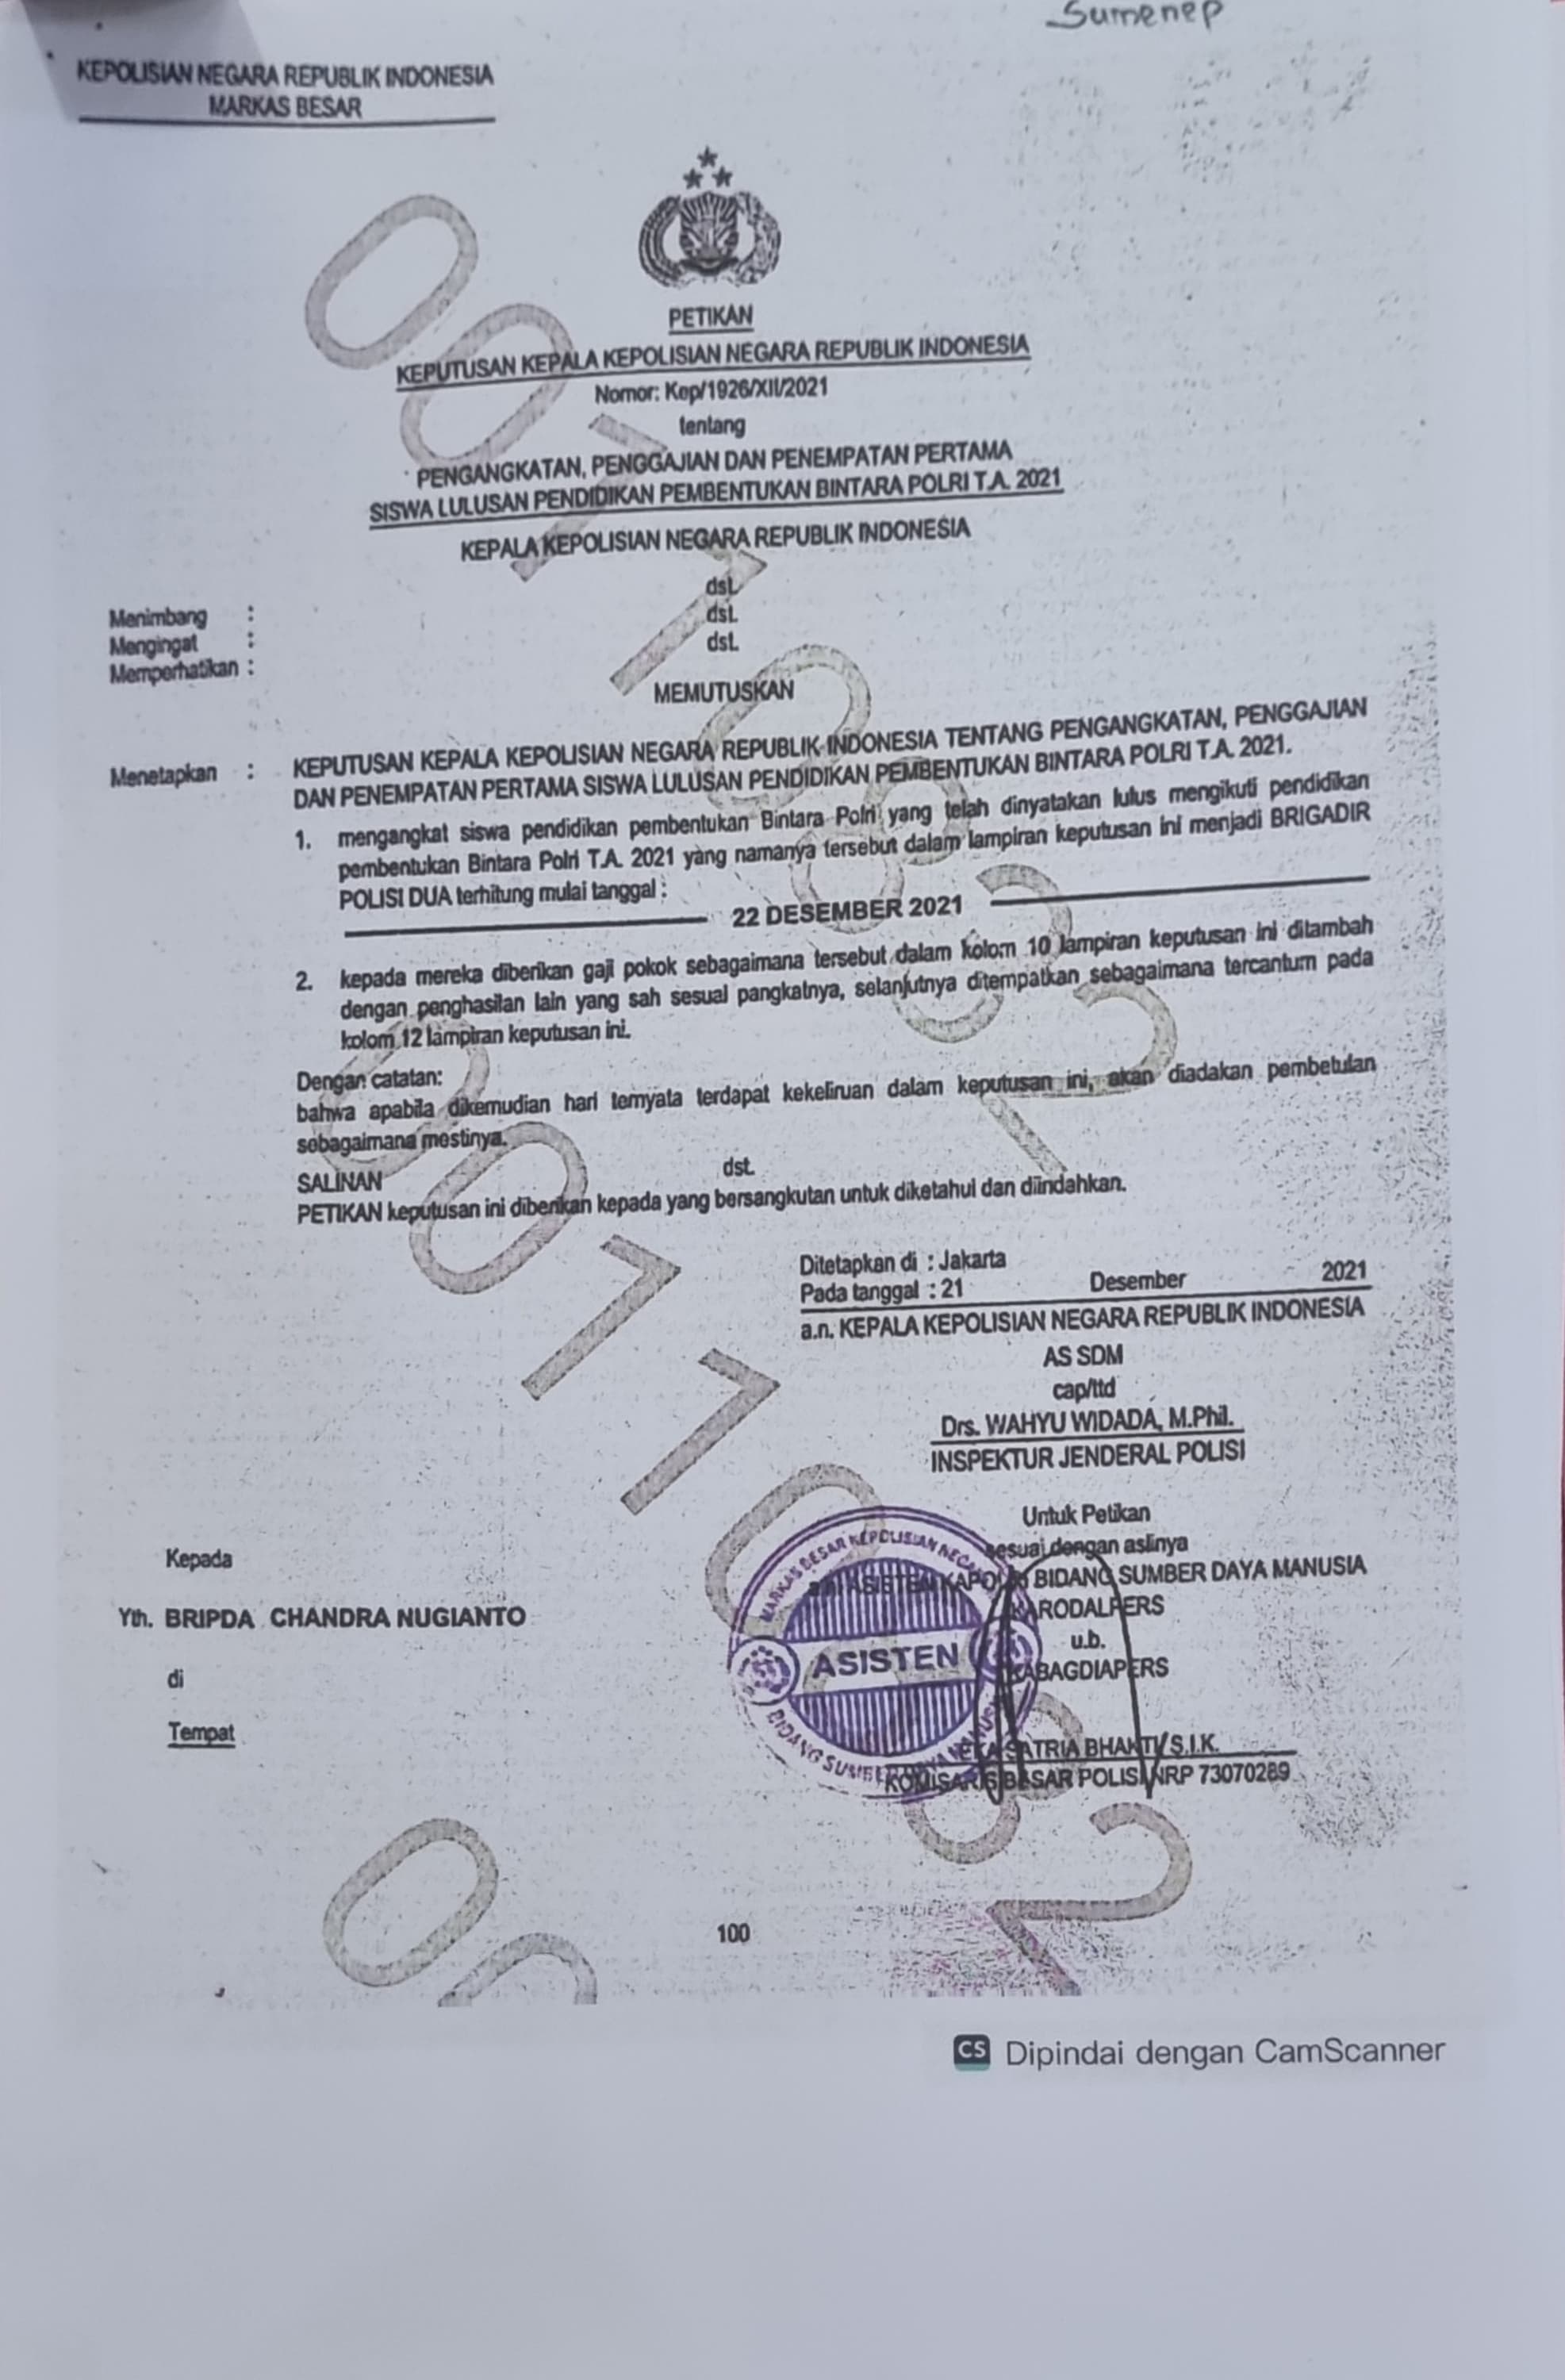 Sumenep
KEPOLISIAN NEGARA REPUBLIK INDONESIA
MARKAS BESAR
PETIKAN
KEPUTUSAN KEPALA KEPOLISIAN NEGARA REPUBLIK INDONESIA
Nomor: Kep/1926/XII/2021
tentang
PENGANGKATAN, PENGGAJIAN DAN PENEMPATAN PERTAMA
SISWA LULUSAN PENDIDIKAN PEMBENTUKAN BINTARA POLRI T.A. 2021
KEPALA KEPOLISIAN NEGARA REPUBLIK INDONESIA
Menimbang : dst.
Mengingat : dst.
Memperhatikan : dst.
MEMUTUSKAN
Menetapkan : KEPUTUSAN KEPALA KEPOLISIAN NEGARA REPUBLIK INDONESIA TENTANG PENGANGKATAN, PENGGAJIAN
DAN PENEMPATAN PERTAMA SISWA LULUSAN PENDIDIKAN PEMBENTUKAN BINTARA POLRI T.A. 2021.
1. mengangkat siswa pendidikan pembentukan Bintara Polri yang telah dinyatakan lulus mengikuti pendidikan
pembentukan Bintara Polri T.A. 2021 yang namanya tersebut dalam lampiran keputusan ini menjadi BRIGADIR
POLISI DUA terhitung mulai tanggal :
22 DESEMBER 2021
2. kepada mereka diberikan gaji pokok sebagaimana tersebut dalam kolom 10 lampiran keputusan ini ditambah
dengan penghasilan lain yang sah sesuai pangkatnya, selanjutnya ditempatkan sebagaimana tercantum pada
kolom 12 lampiran keputusan ini.
Dengan catatan:
bahwa apabila dikemudian hari ternyata terdapat kekeliruan dalam keputusan ini, akan diadakan pembetulan
sebagaimana mestinya.
SALINAN dst.
PETIKAN keputusan ini diberikan kepada yang bersangkutan untuk diketahui dan diindahkan.
Ditetapkan di : Jakarta
Pada tanggal : 21 Desember 2021
a.n. KEPALA KEPOLISIAN NEGARA REPUBLIK INDONESIA
AS SDM
cap/ttd
Drs. WAHYU WIDADA, M.Phil.
INSPEKTUR JENDERAL POLISI
Untuk Petikan
sesuai dengan aslinya
a.n. ASISTEN KAPOLRI BIDANG SUMBER DAYA MANUSIA
KARODALPERS
u.b.
KABAGDIAPERS
SATRIA BHAKTI, S.I.K.
KOMISARIS BESAR POLISI NRP 73070289
MARKAS BESAR KEPOLISIAN NEGARA
ASISTEN
BIDANG SUMBER DAYA MANUSIA
Kepada
Yth. BRIPDA CHANDRA NUGIANTO
di
Tempat
100
CS Dipindai dengan CamScanner